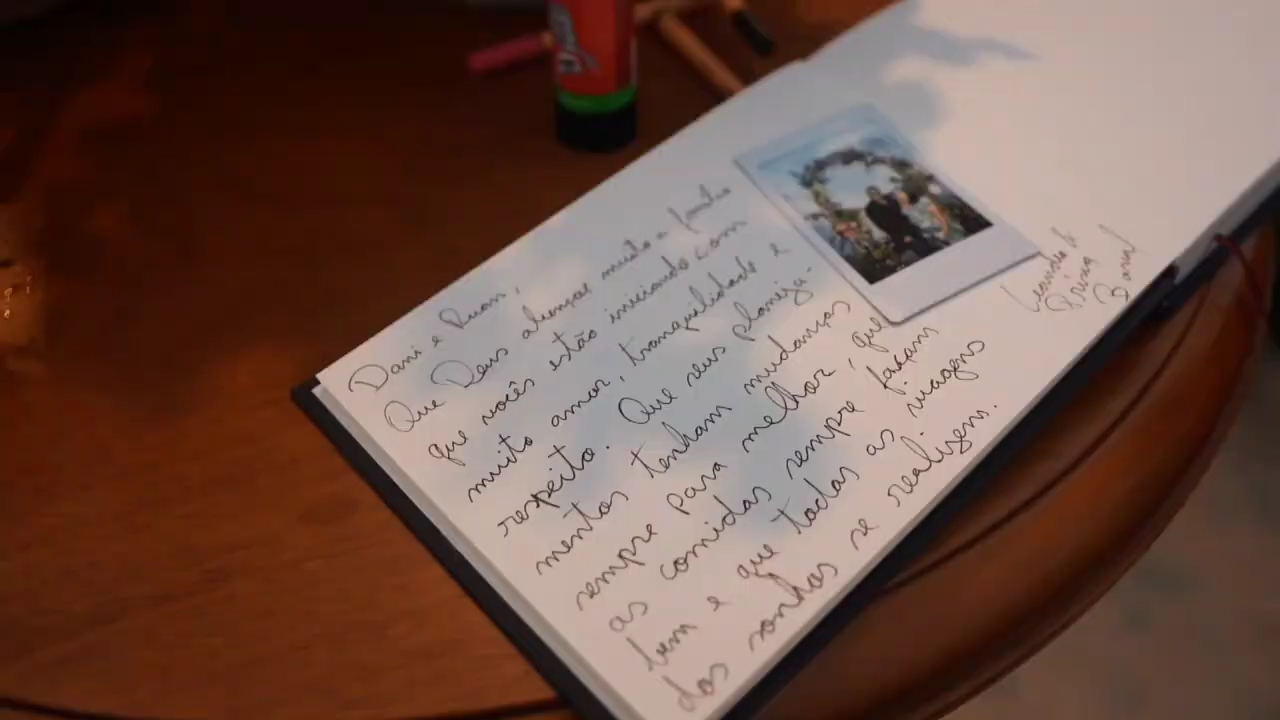 Dani e Ruan,
Que Deus abençoe muito a família
que vocês estão iniciando com
muito amor, tranquilidade e
respeito. Que seus planeja-
mentos tenham mudanças
sempre para melhor, que
as comidas sempre façam
bem e que todas as viagens
dos sonhos se realizem.
Leandro &